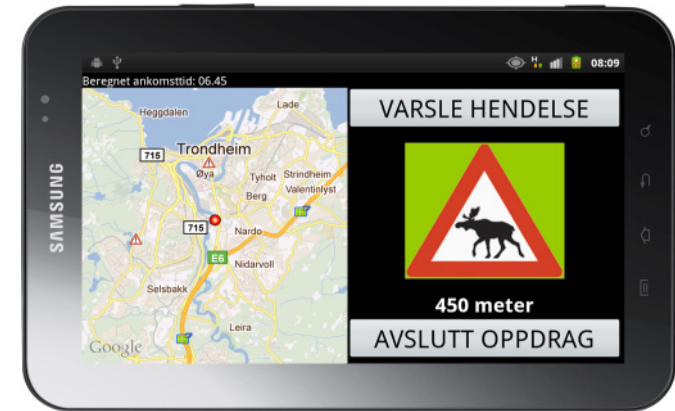 SAMSUNG
H
08:09
Beregnet ankomsttid: 06.45
Heggdalen
Lade
715
Trondheim
Øya
Tyholt
Strindheim
Valentinlyst
Berg
715
Nardo
E6
Nidarvoll
Selsbakk
Leira
Google
VARSLE HENDELSE
450 meter
AVSLUTT OPPDRAG